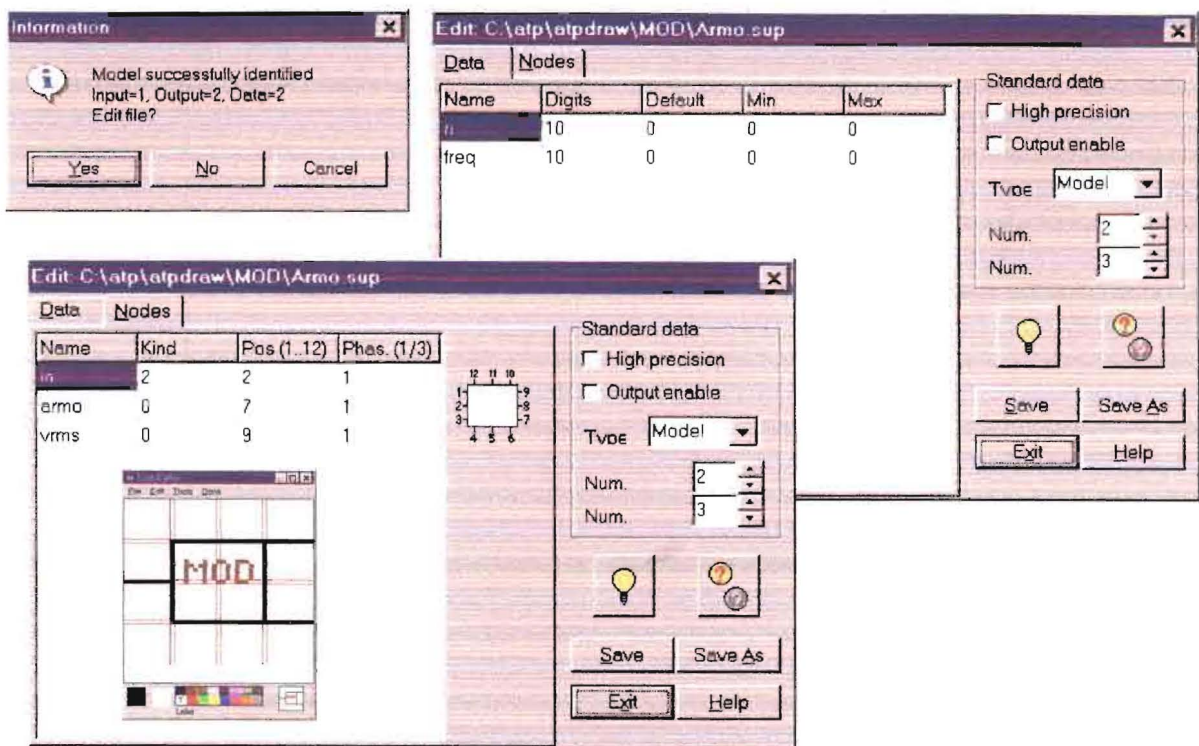 Information
Model successfully identified
Input=1, Output=2, Data=2
Edit file?
Yes No Cancel
Edit: C:\atp\atpdraw\MOD\Armo.sup
Data Nodes
Name Digits Default Min Max
n 10 0 0 0
freq 10 0 0 0
Standard data
High precision
Output enable
Type Model
Num. 2
Num. 3
Save Save As
Exit Help
Edit: C:\atp\atpdraw\MOD\Armo.sup
Data Nodes
Name Kind Pos (1..12) Phas. (1/3)
in 2 2 1
armo 0 7 1
vrms 0 9 1
12 11 10
1 9
2 8
3 7
4 5 6
MOD
Standard data
High precision
Output enable
Type Model
Num. 2
Num. 3
Save Save As
Exit Help